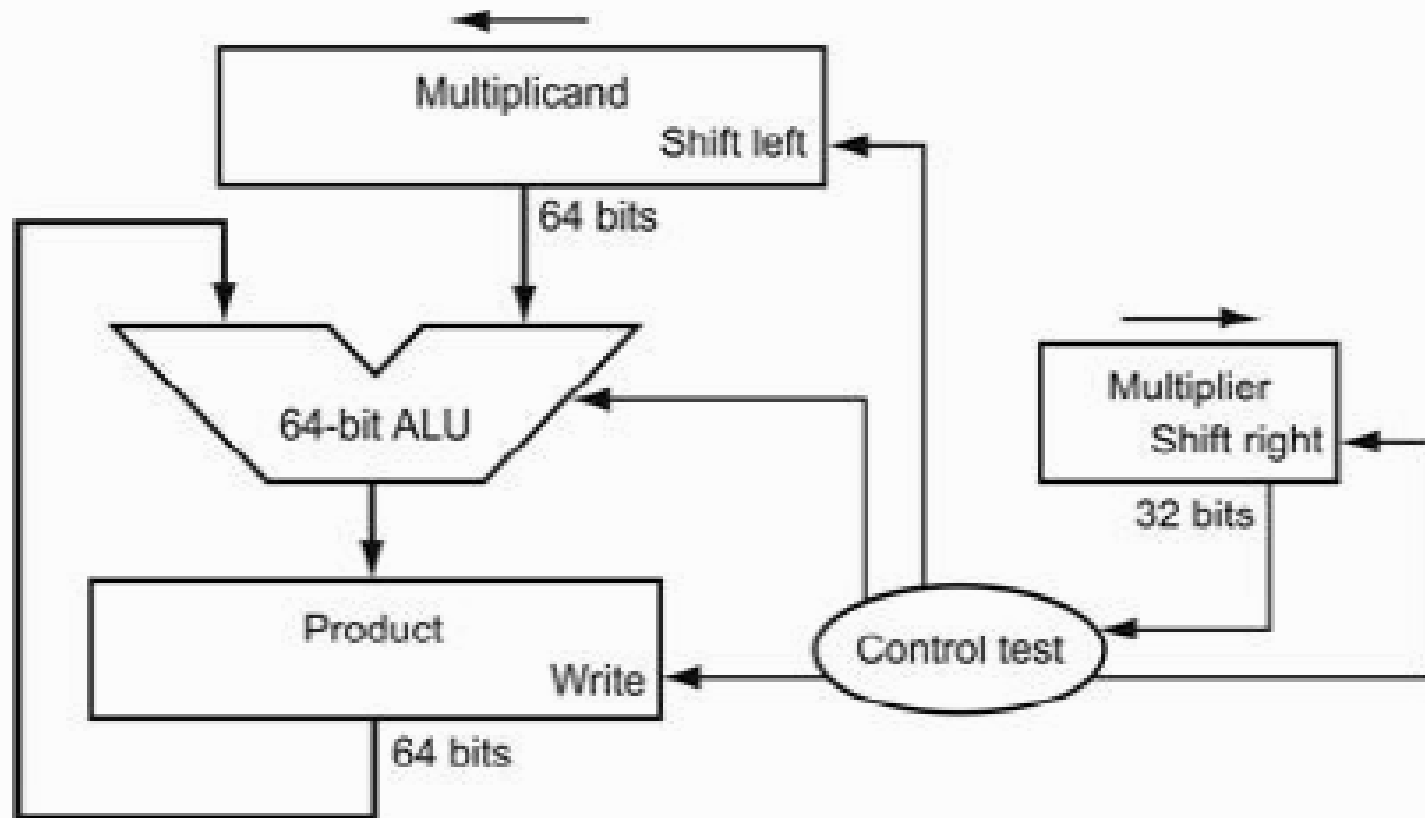 Multiplicand
Shift left
64 bits
64-bit ALU
Multiplier
Shift right
32 bits
Product
Write
Control test
64 bits